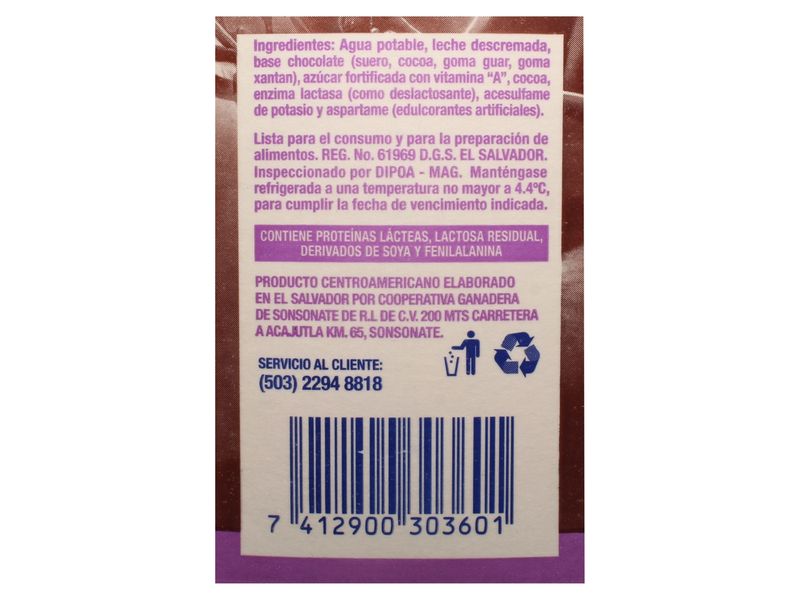 Ingredientes: Agua potable, leche descremada,
base chocolate (suero, cocoa, goma guar, goma
xantan), azúcar fortificada con vitamina “A”, cocoa,
enzima lactasa (como deslactosante), acesulfame
de potasio y aspartame (edulcorantes artificiales).
Lista para el consumo y para la preparación de
alimentos. REG. No. 61969 D.G.S. EL SALVADOR.
Inspeccionado por DIPOA - MAG. Manténgase
refrigerada a una temperatura no mayor a 4.4ºC,
para cumplir la fecha de vencimiento indicada.
CONTIENE PROTEÍNAS LÁCTEAS, LACTOSA RESIDUAL,
DERIVADOS DE SOYA Y FENILALANINA
PRODUCTO CENTROAMERICANO ELABORADO
EN EL SALVADOR POR COOPERATIVA GANADERA
DE SONSONATE DE R.L DE C.V. 200 MTS CARRETERA
A ACAJUTLA KM. 65, SONSONATE.
SERVICIO AL CLIENTE:
(503) 2294 8818
7 412900 303601